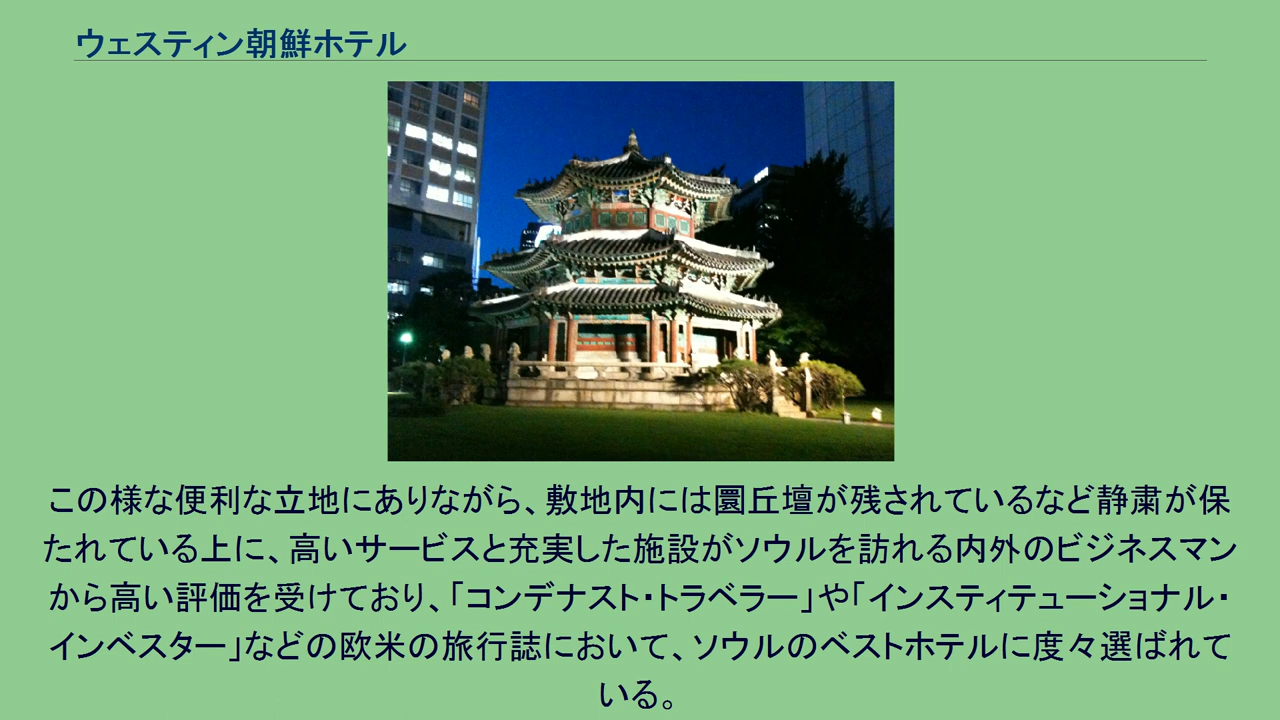 ウェスティン朝鮮ホテル
この様な便利な立地にありながら、敷地内には圜丘壇が残されているなど静粛が保
たれている上に、高いサービスと充実した施設がソウルを訪れる内外のビジネスマン
から高い評価を受けており、「コンデナスト・トラベラー」や「インスティテューショナル・
インベスター」などの欧米の旅行誌において、ソウルのベストホテルに度々選ばれて
いる。